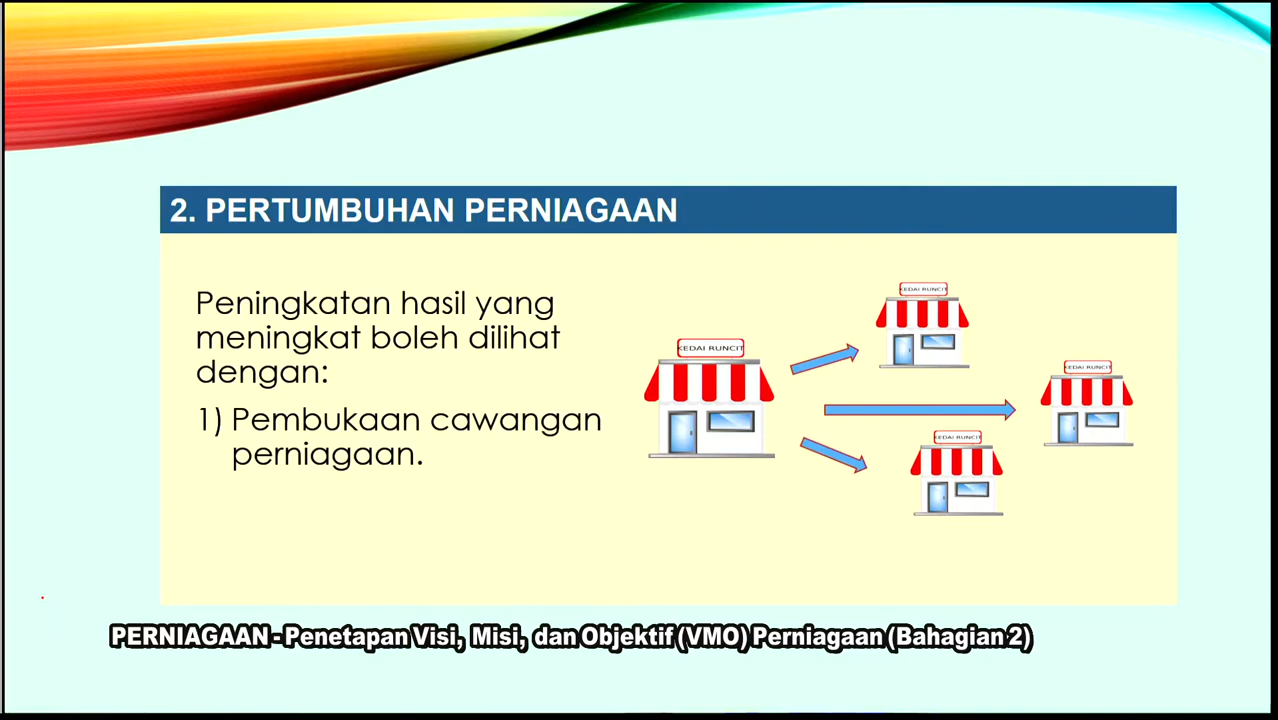 2. PERTUMBUHAN PERNIAGAAN
Peningkatan hasil yang
meningkat boleh dilihat
dengan:
1) Pembukaan cawangan
perniagaan.
KEDAI RUNCIT
KEDAI RUNCIT
KEDAI RUNCIT
KEDAI RUNCIT
PERNIAGAAN - Penetapan Visi, Misi, dan Objektif (VMO) Perniagaan (Bahagian 2)